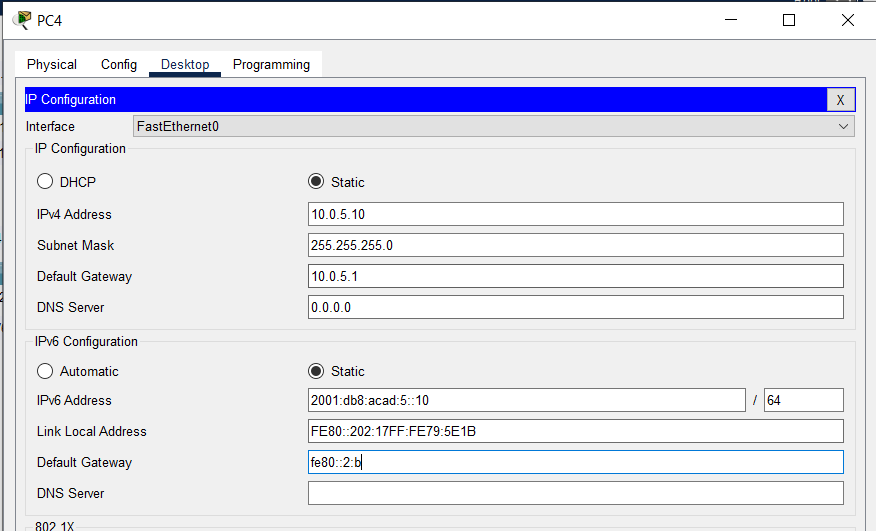 PC4
Physical Config Desktop Programming
IP Configuration X
Interface FastEthernet0
IP Configuration
DHCP Static
IPv4 Address 10.0.5.10
Subnet Mask 255.255.255.0
Default Gateway 10.0.5.1
DNS Server 0.0.0.0
IPv6 Configuration
Automatic Static
IPv6 Address 2001:db8:acad:5::10 / 64
Link Local Address FE80::202:17FF:FE79:5E1B
Default Gateway fe80::2:b
DNS Server
802.1X